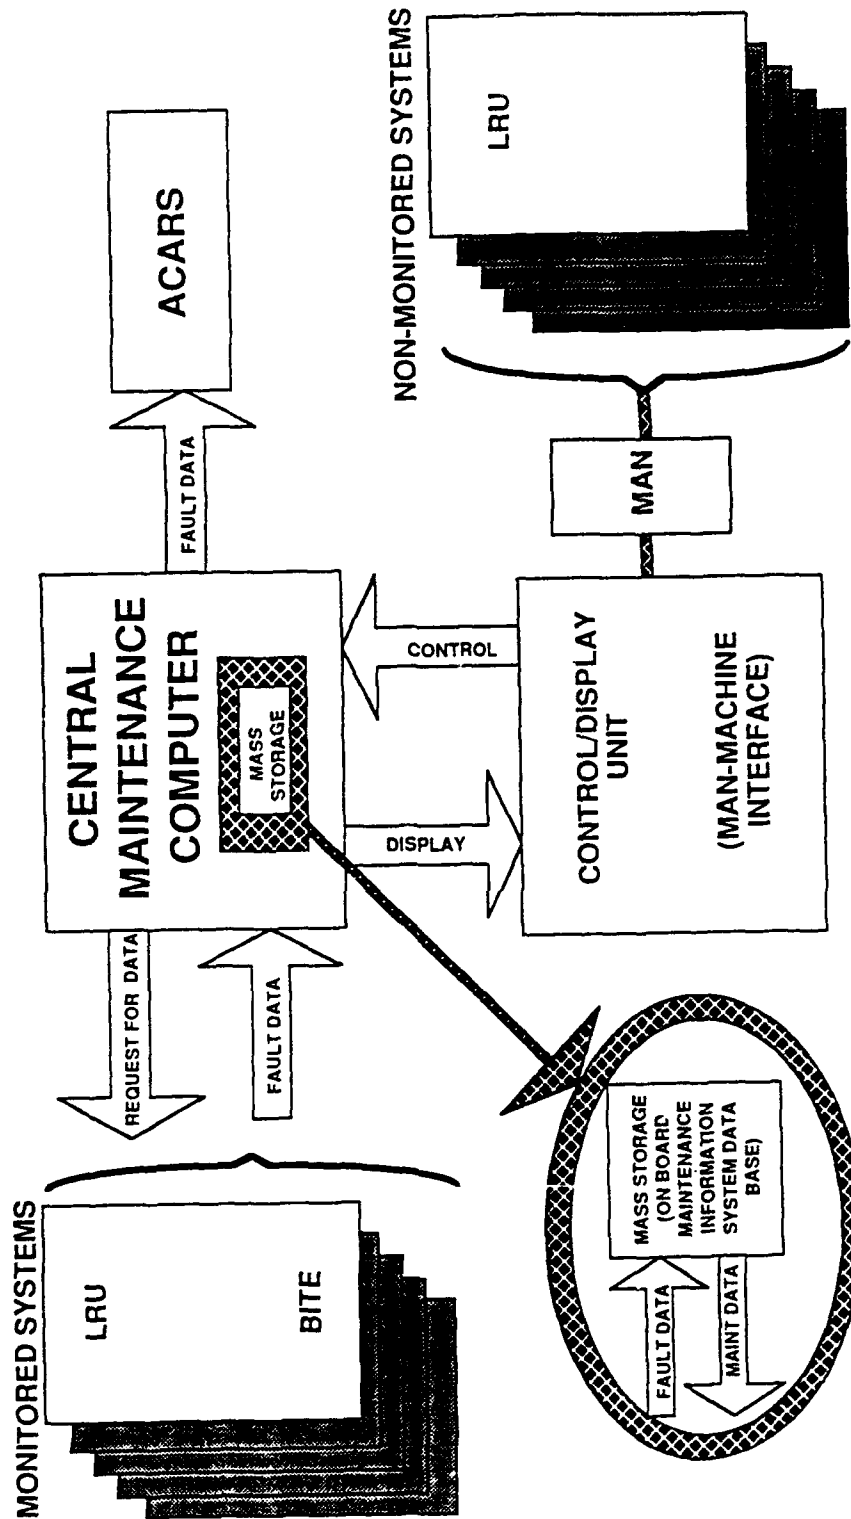 MONITORED SYSTEMS
LRU
BITE
REQUEST FOR DATA
FAULT DATA
CENTRAL
MAINTENANCE
COMPUTER
MASS
STORAGE
FAULT DATA
ACARS
DISPLAY
CONTROL
CONTROL/DISPLAY
UNIT
(MAN-MACHINE
INTERFACE)
MAN
NON-MONITORED SYSTEMS
LRU
FAULT DATA
MAINT DATA
MASS STORAGE
(ON BOARD
MAINTENANCE
INFORMATION
SYSTEM DATA
BASE)